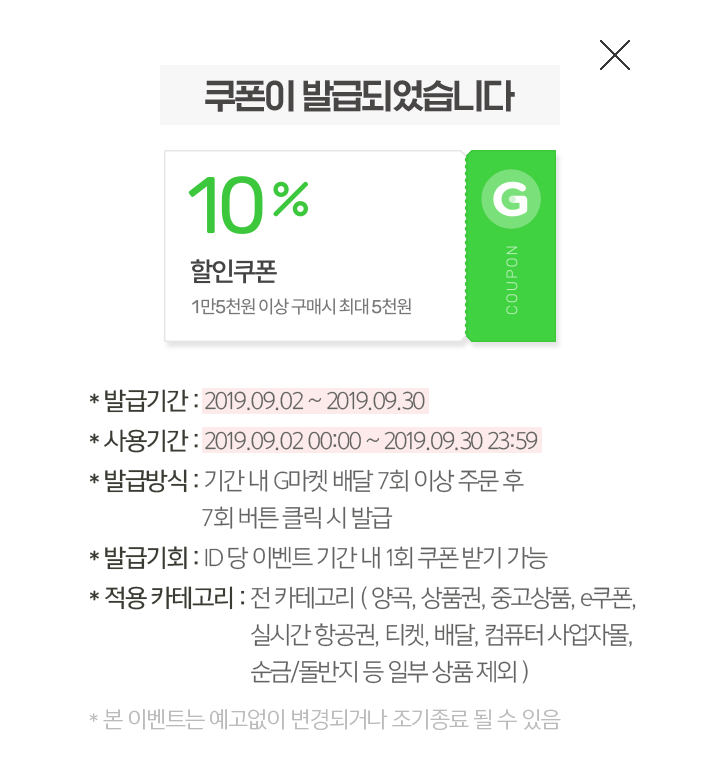 쿠폰이 발급되었습니다
10%
할인쿠폰
1만5천원 이상 구매시 최대 5천원
G
COUPON
* 발급기간 : 2019.09.02 ~ 2019.09.30
* 사용기간 : 2019.09.02 00:00 ~ 2019.09.30 23:59
* 발급방식 : 기간 내 G마켓 배달 7회 이상 주문 후
7회 버튼 클릭 시 발급
* 발급기회 : ID 당 이벤트 기간 내 1회 쿠폰 받기 가능
* 적용 카테고리 : 전 카테고리 ( 양곡, 상품권, 중고상품, e쿠폰,
실시간 항공권, 티켓, 배달, 컴퓨터 사업자몰,
순금/돌반지 등 일부 상품 제외 )
* 본 이벤트는 예고없이 변경되거나 조기종료 될 수 있음